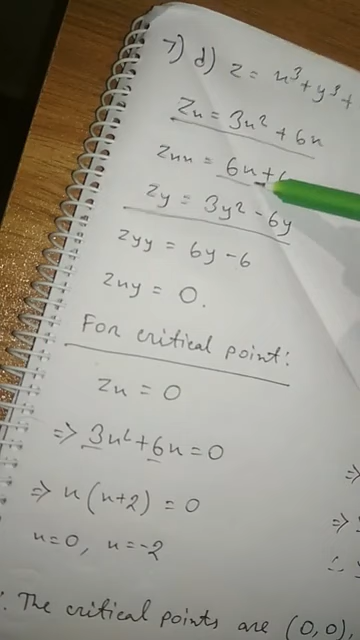 7) d) z = x³ + y³ +
Zx = 3x² + 6x
Zxx = 6x + 6
Zy = 3y² - 6y
Zyy = 6y - 6
Zxy = 0.
For critical point:
Zx = 0
⇒ 3x² + 6x = 0
⇒ x(x+2) = 0
x=0, x=-2
∴ The critical points are (0,0),